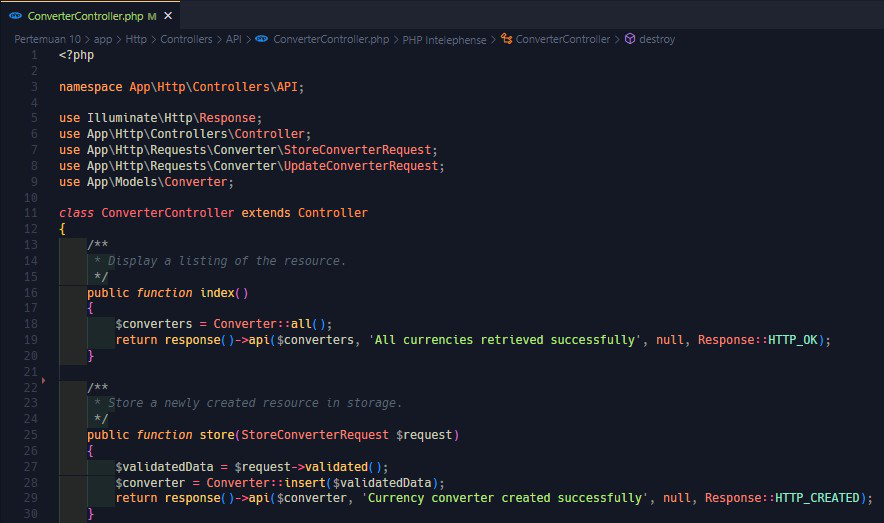 ConverterController.php M ×
Pertemuan 10 > app > Http > Controllers > API > ConverterController.php > PHP Intelephense > ConverterController > destroy
1 <?php
2
3 namespace App\Http\Controllers\API;
4
5 use Illuminate\Http\Response;
6 use App\Http\Controllers\Controller;
7 use App\Http\Requests\Converter\StoreConverterRequest;
8 use App\Http\Requests\Converter\UpdateConverterRequest;
9 use App\Models\Converter;
10
11 class ConverterController extends Controller
12 {
13     /**
14      * Display a listing of the resource.
15      */
16     public function index()
17     {
18         $converters = Converter::all();
19         return response()->api($converters, 'All currencies retrieved successfully', null, Response::HTTP_OK);
20     }
21
22     /**
23      * Store a newly created resource in storage.
24      */
25     public function store(StoreConverterRequest $request)
26     {
27         $validatedData = $request->validated();
28         $converter = Converter::insert($validatedData);
29         return response()->api($converter, 'Currency converter created successfully', null, Response::HTTP_CREATED);
30     }